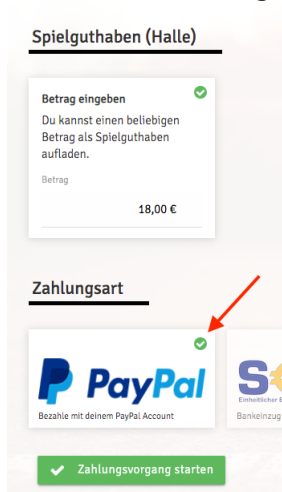 Spielguthaben (Halle)
Betrag eingeben
Du kannst einen beliebigen
Betrag als Spielguthaben
aufladen.
Betrag
18,00 €
Zahlungsart
PayPal
Bezahle mit deinem PayPal Account
Bankeinzug
Zahlungsvorgang starten